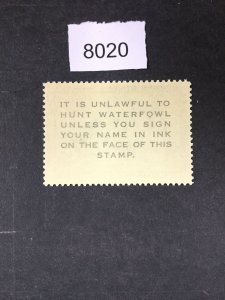 8020
IT IS UNLAWFUL TO
HUNT WATERFOWL
UNLESS YOU SIGN
YOUR NAME IN INK
ON THE FACE OF THIS
STAMP.